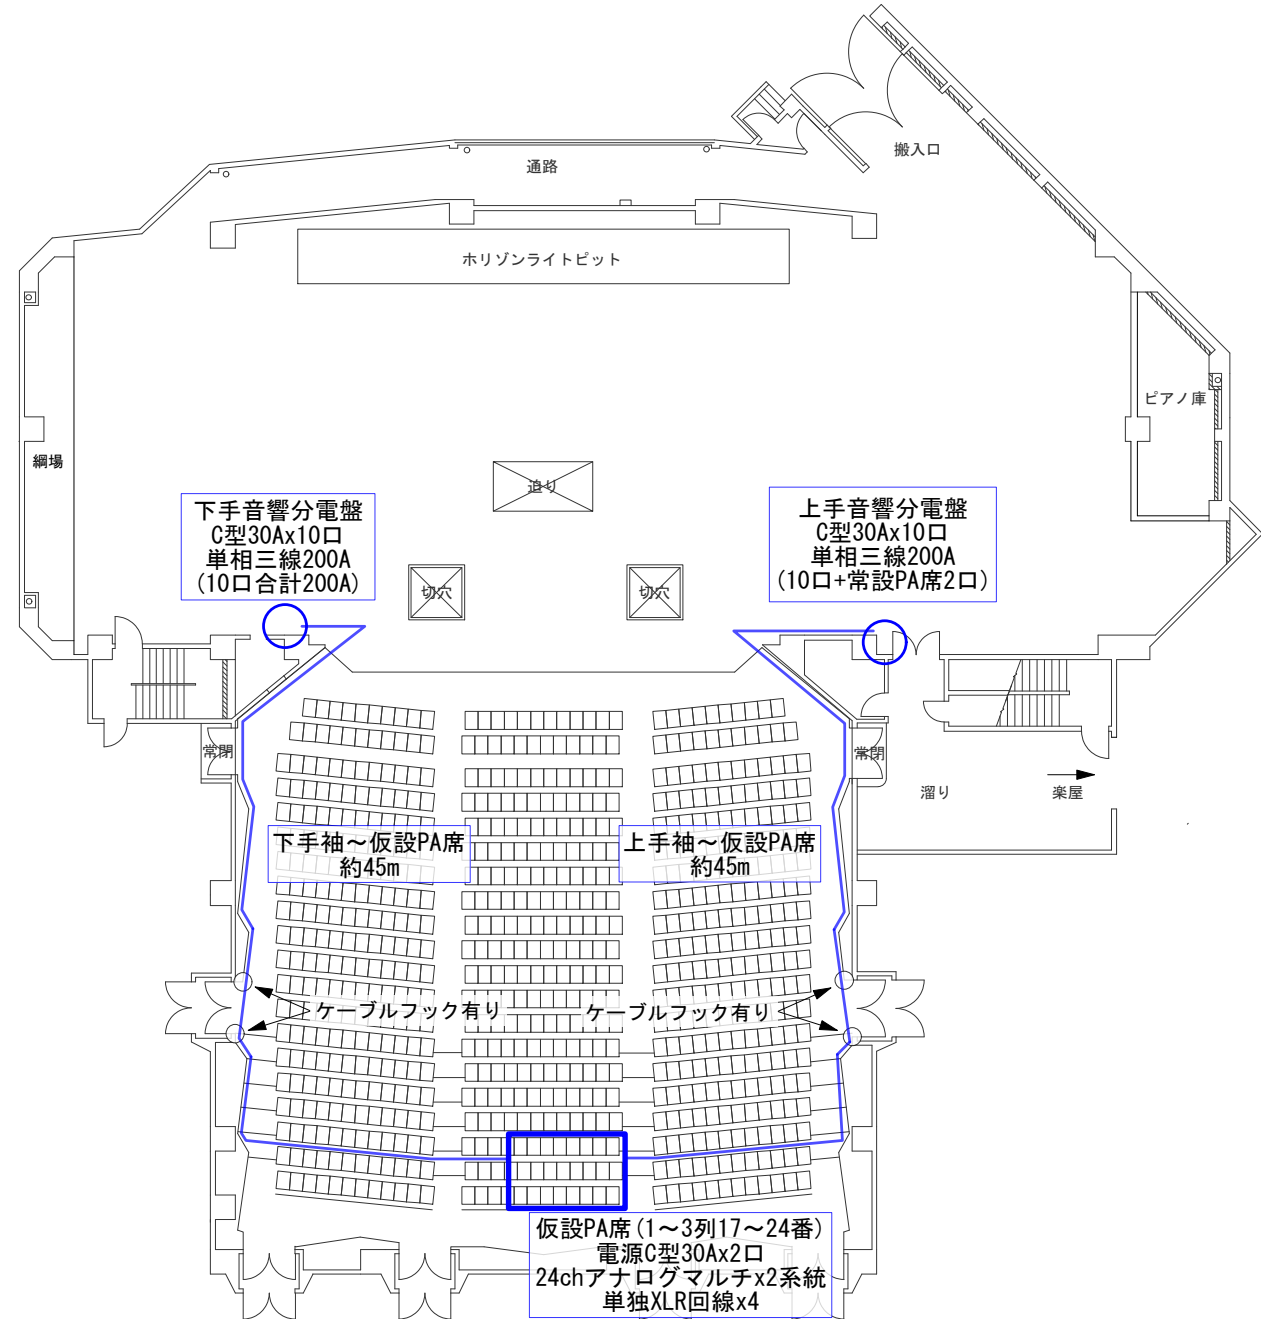 搬入口
通路
ホリゾンライトピット
ピアノ庫
綱場
迫り
下手音響分電盤
C型30Ax10口
単相三線200A
(10口合計200A)
上手音響分電盤
C型30Ax10口
単相三線200A
(10口+常設PA席2口)
切穴
切穴
常閉
常閉
溜り
楽屋
下手袖～仮設PA席
約45m
上手袖～仮設PA席
約45m
ケーブルフック有り
ケーブルフック有り
仮設PA席(1～3列17～24番)
電源C型30Ax2口
24chアナログマルチx2系統
単独XLR回線x4